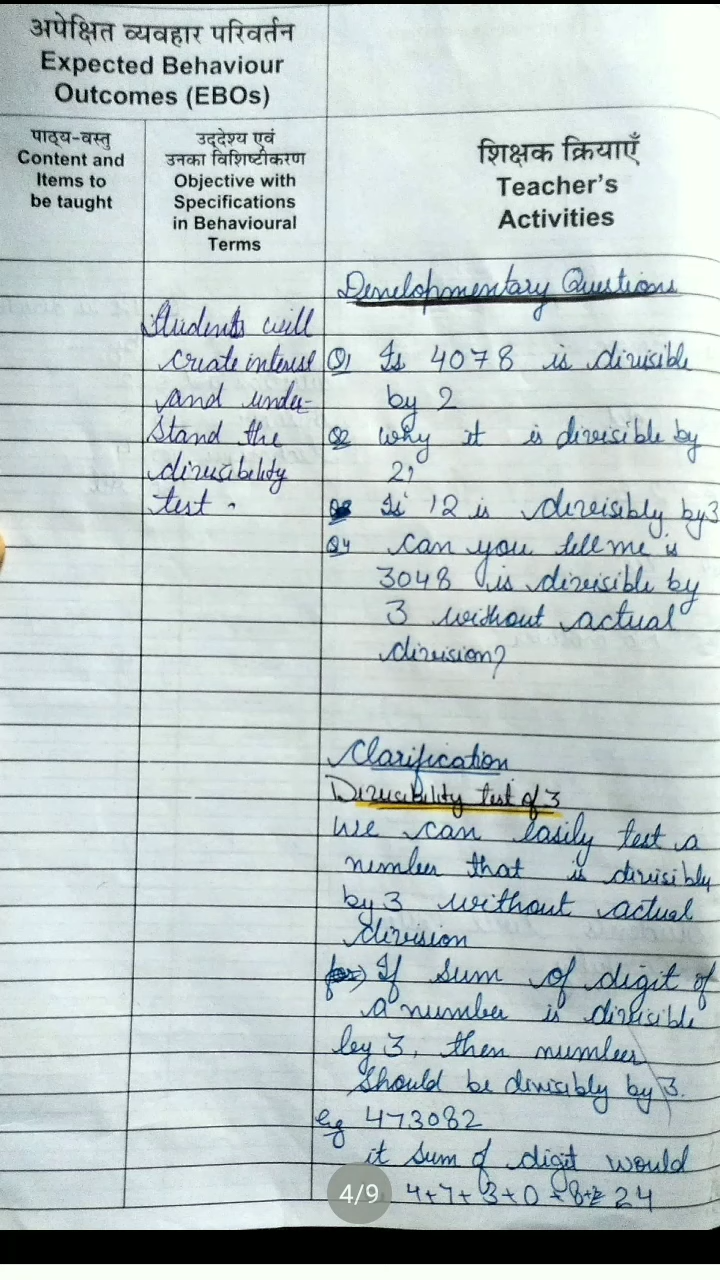 अपेक्षित व्यवहार परिवर्तन
Expected Behaviour
Outcomes (EBOs)
पाठ्य-वस्तु
Content and
Items to
be taught
उद्देश्य एवं
उनका विशिष्टीकरण
Objective with
Specifications
in Behavioural
Terms
शिक्षक क्रियाएँ
Teacher's
Activities
Students will
create interest
and under-
stand the
divisibility
test.
Developmentary Questions
Q1 Is 4078 is divisible
by 2
Q2 why it is divisible by
2?
Q3 Is 12 is divisibly by 3
Q4 Can you tell me is
3048 is divisible by
3 without actual
division?
Clarification
Divisibility test of 3
We can easily test a
number that is divisibly
by 3 without actual
division
If sum of digit of
a number is divisible
by 3, then number
should be divisibly by 3.
eg 473082
it sum of digit would
4+7+3+0+8+2 24
4/9